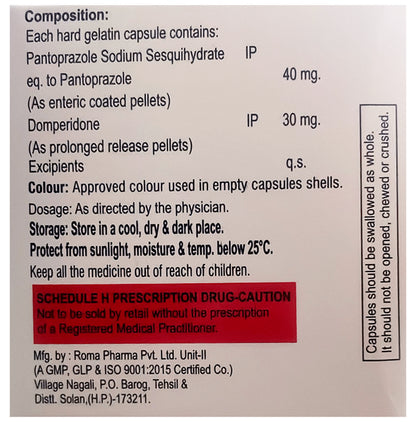 Composition:
Each hard gelatin capsule contains:
Pantoprazole Sodium Sesquihydrate IP
eq. to Pantoprazole 40 mg.
(As enteric coated pellets)
Domperidone IP 30 mg.
(As prolonged release pellets)
Excipients q.s.
Colour: Approved colour used in empty capsules shells.
Dosage: As directed by the physician.
Storage: Store in a cool, dry & dark place.
Protect from sunlight, moisture & temp. below 25°C.
Keep all the medicine out of reach of children.
SCHEDULE H PRESCRIPTION DRUG-CAUTION
Not to be sold by retail without the prescription
of a Registered Medical Practitioner.
Mfg. by : Roma Pharma Pvt. Ltd. Unit-II
(A GMP, GLP & ISO 9001:2015 Certified Co.)
Village Nagali, P.O. Barog, Tehsil &
Distt. Solan,(H.P.)-173211.
Capsules should be swallowed as whole.
It should not be opened, chewed or crushed.